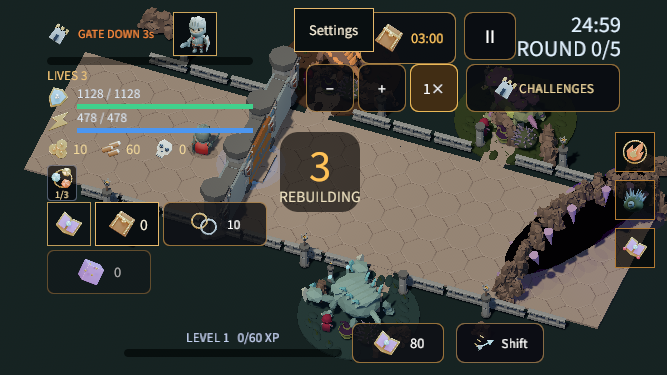 GATE DOWN 3s
Settings
03:00
24:59
ROUND 0/5
LIVES 3
1128 / 1128
478 / 478
−
+
1×
CHALLENGES
10
60
0
1/3
3
REBUILDING
0
10
0
LEVEL 1 0/60 XP
80
Shift